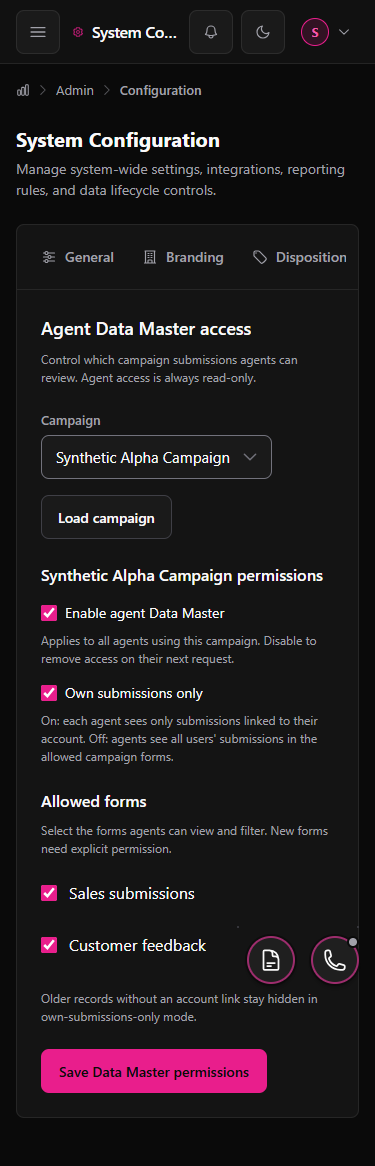 System Co...
S
Admin
Configuration
System Configuration
Manage system-wide settings, integrations, reporting
rules, and data lifecycle controls.
General
Branding
Disposition
Agent Data Master access
Control which campaign submissions agents can
review. Agent access is always read-only.
Campaign
Synthetic Alpha Campaign
Load campaign
Synthetic Alpha Campaign permissions
Enable agent Data Master
Applies to all agents using this campaign. Disable to
remove access on their next request.
Own submissions only
On: each agent sees only submissions linked to their
account. Off: agents see all users' submissions in the
allowed campaign forms.
Allowed forms
Select the forms agents can view and filter. New forms
need explicit permission.
Sales submissions
Customer feedback
Older records without an account link stay hidden in
own-submissions-only mode.
Save Data Master permissions